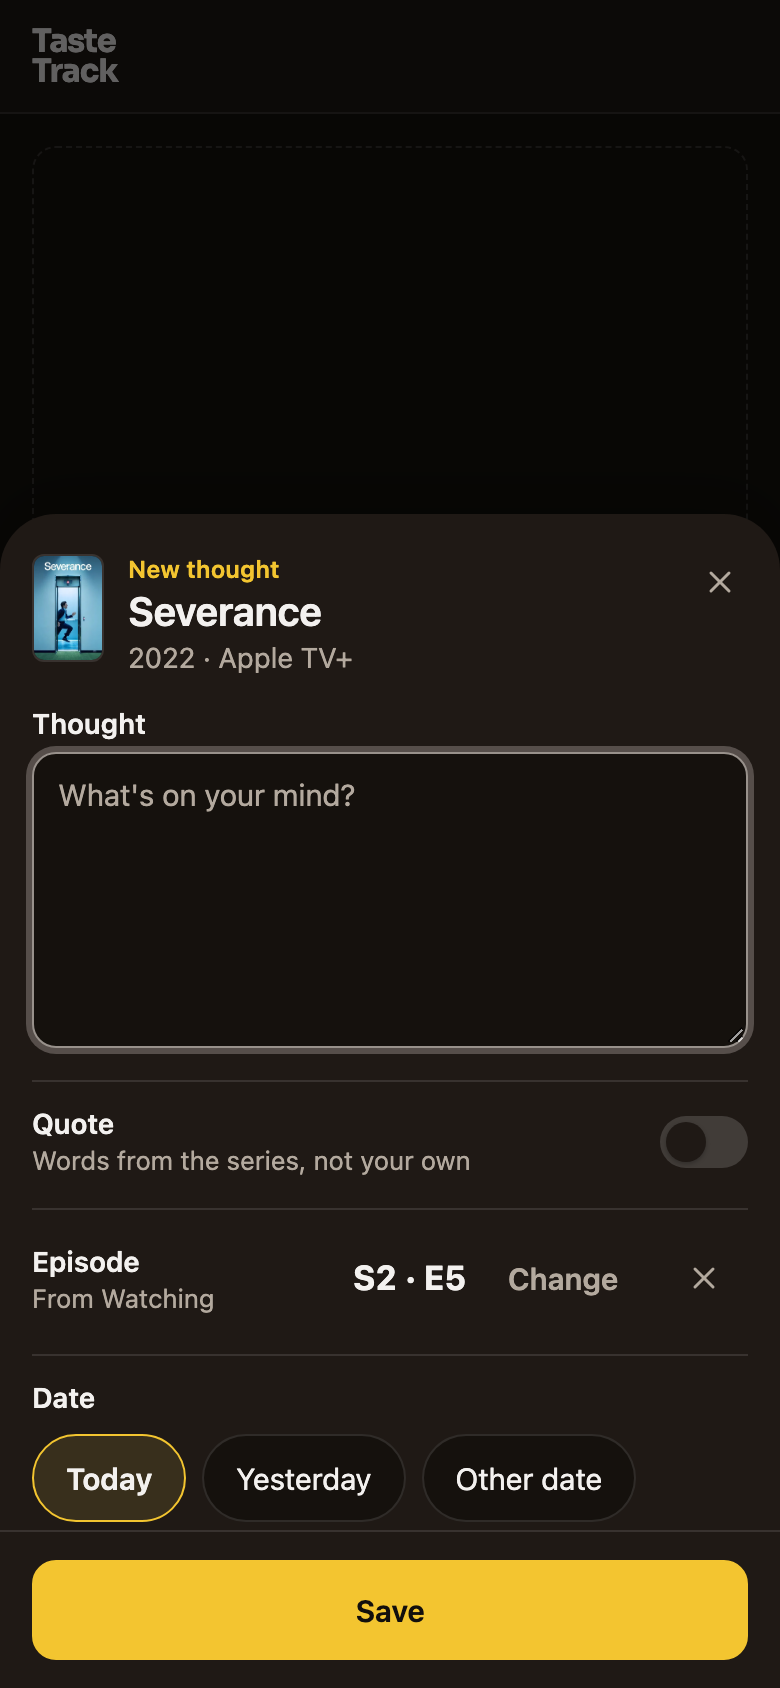 Taste
Track
Severance
New thought
Severance
2022 · Apple TV+
Thought
What's on your mind?
Quote
Words from the series, not your own
Episode
From Watching
S2 · E5
Change
Date
Today
Yesterday
Other date
Save